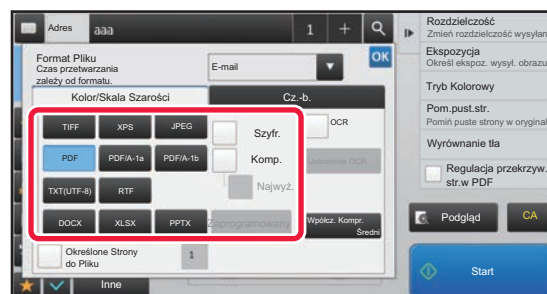 Adres aaa 1 +
Format Pliku
Czas przetwarzania
zależy od formatu.
E-mail
OK
Kolor/Skala Szarości
Cz.-b.
TIFF XPS JPEG
Szyfr.
OCR
PDF PDF/A-1a PDF/A-1b
Komp.
Ustawienie OCR
TXT(UTF-8) RTF
Najwyż.
DOCX XLSX PPTX
Zaprogramowany
Wpółcz. Kompr.
Średni
Określone Strony
do Pliku
1
Inne
Rozdzielczość
Zmień rozdzielczość wysyłan
Ekspozycja
Określ ekspoz. wysył. obrazu
Tryb Kolorowy
Pom.pust.str.
Pomiń puste strony w oryginal
Wyrównanie tła
Regulacja przekrzyw.
str.w PDF
Podgląd
CA
Start